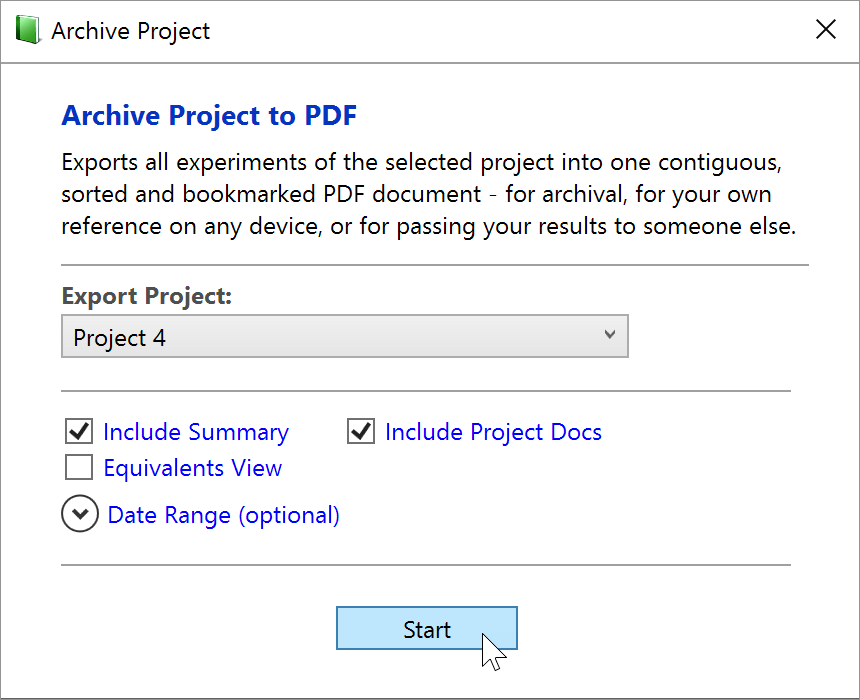 Archive Project
Archive Project to PDF
Exports all experiments of the selected project into one contiguous,
sorted and bookmarked PDF document - for archival, for your own
reference on any device, or for passing your results to someone else.
Export Project:
Project 4
Include Summary
Include Project Docs
Equivalents View
Date Range (optional)
Start